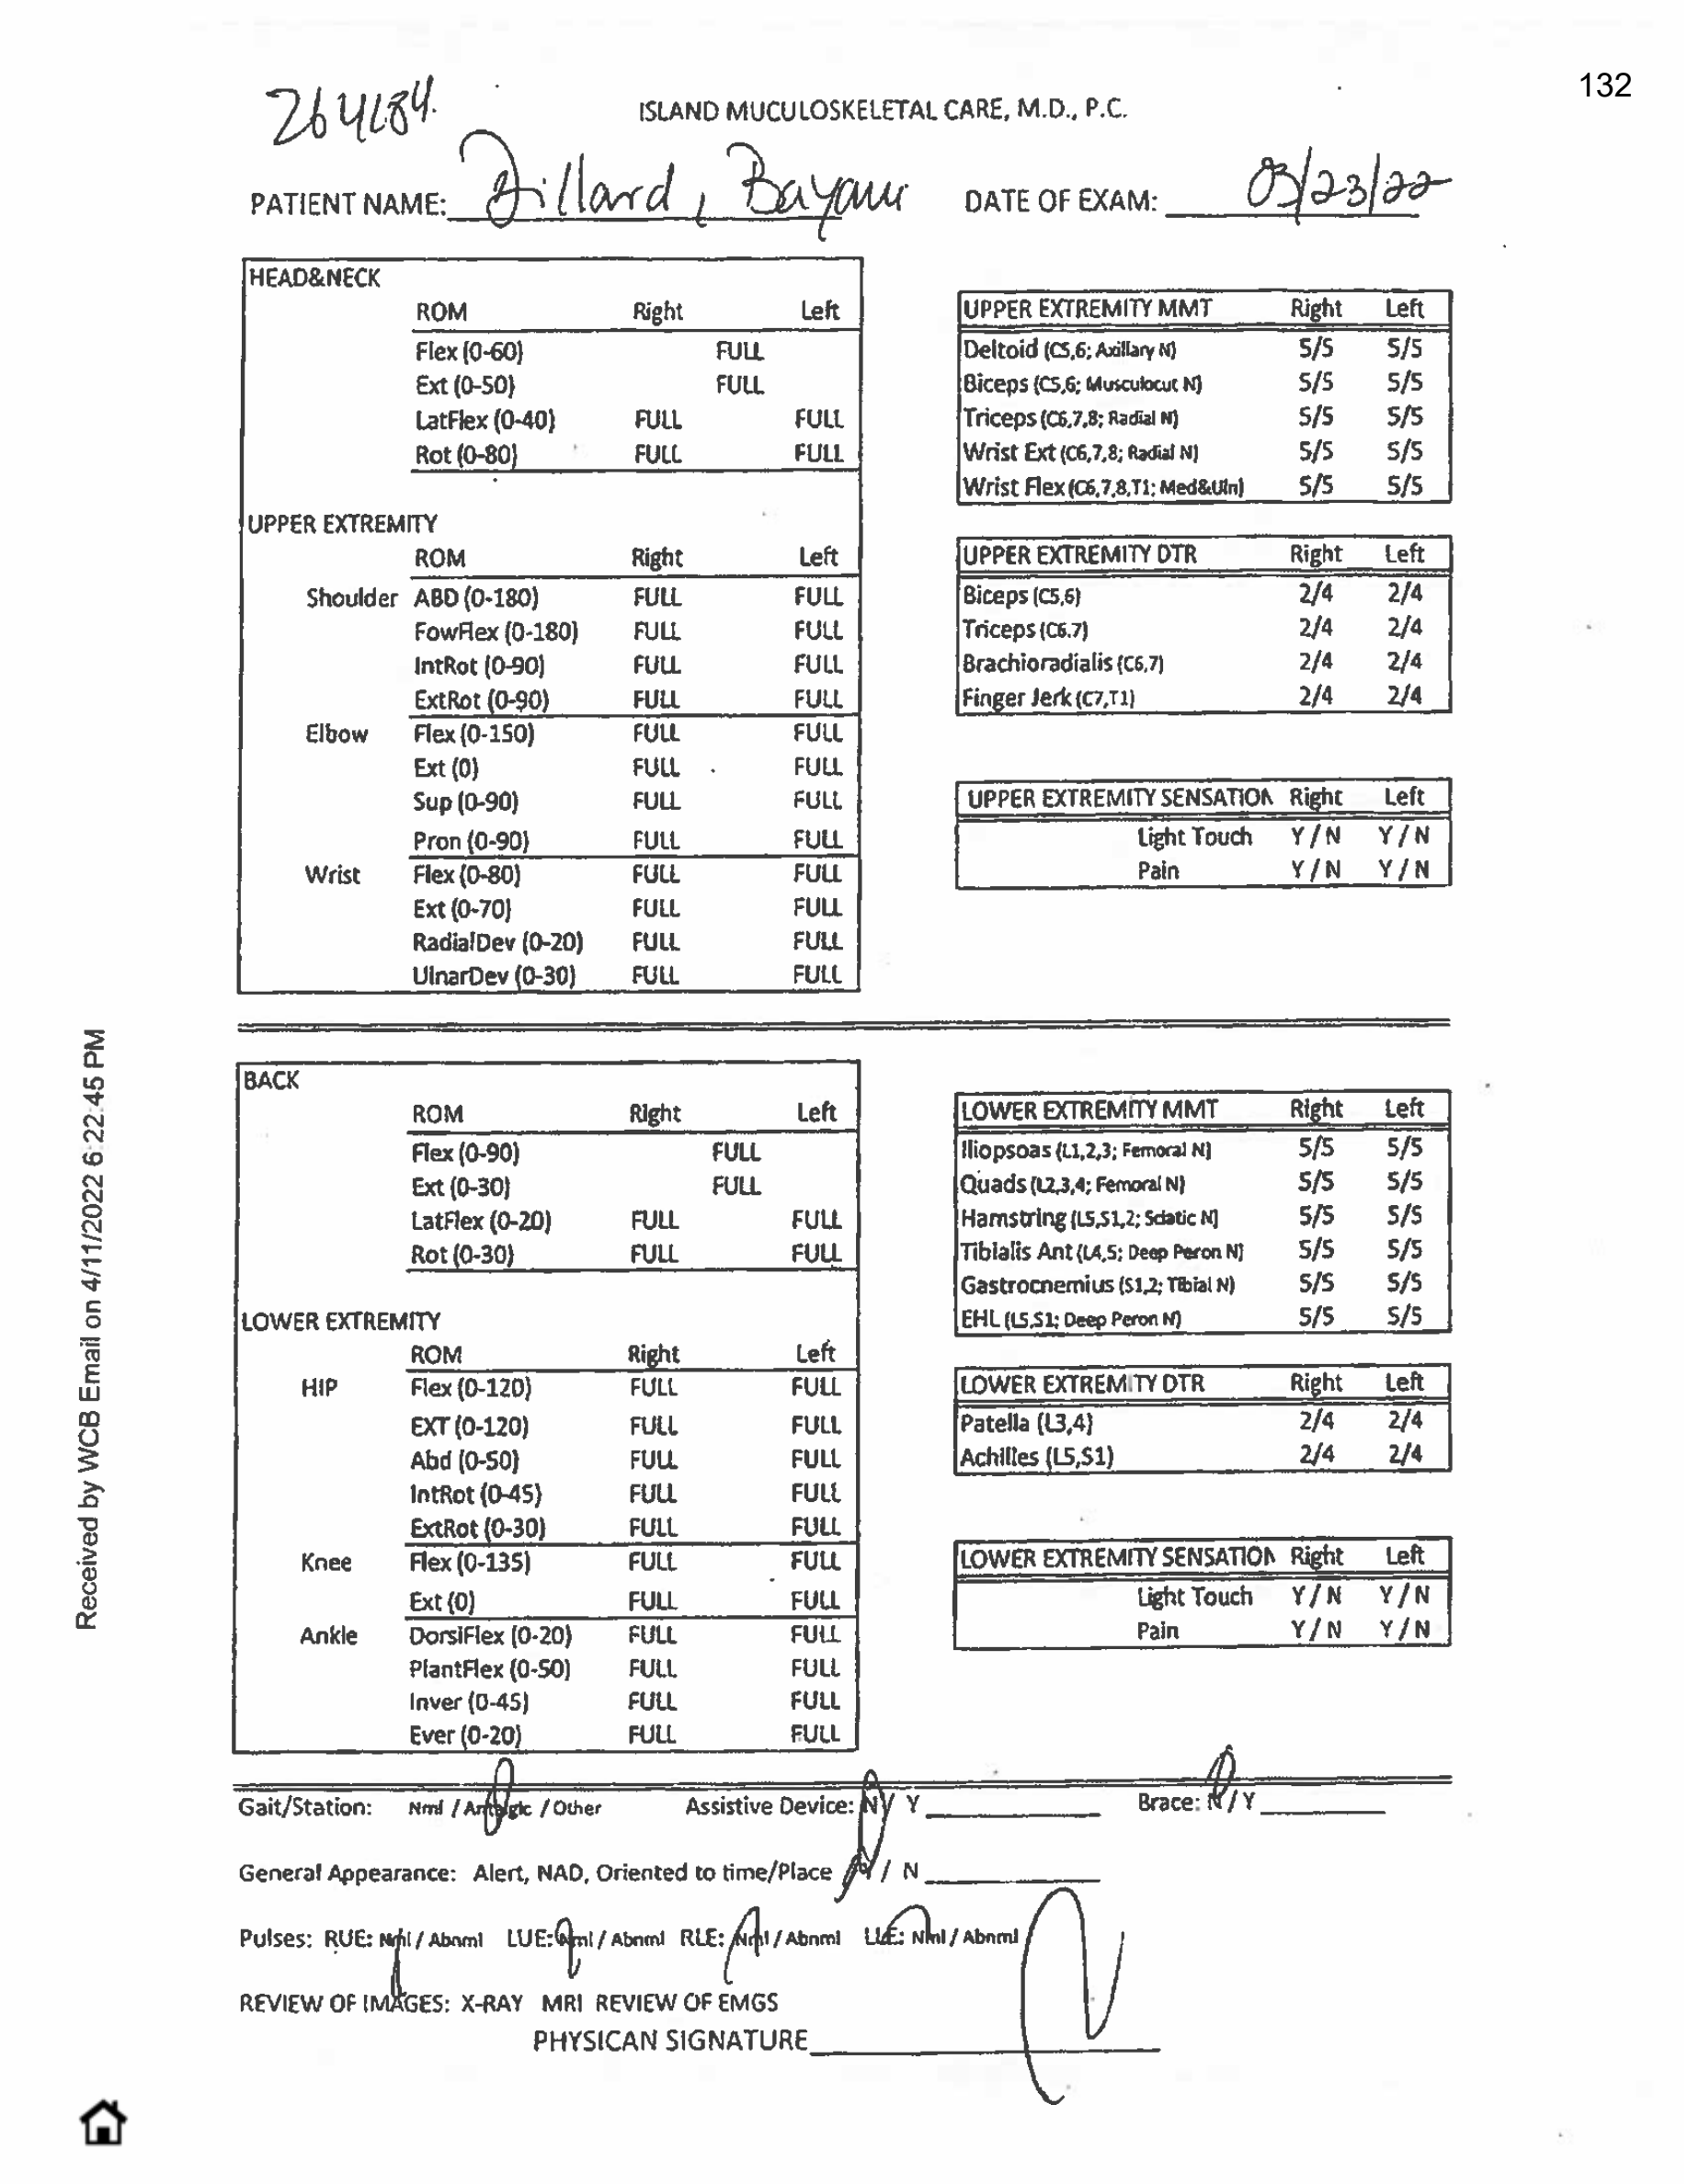 132
264184.
ISLAND MUCULOSKELETAL CARE, M.D., P.C.
PATIENT NAME: Dillard, Bayani DATE OF EXAM: 03/23/22
HEAD&NECK
ROM Right Left
Flex (0-60) FULL
Ext (0-50) FULL
LatFlex (0-40) FULL FULL
Rot (0-80) FULL FULL
UPPER EXTREMITY
ROM Right Left
Shoulder ABD (0-180) FULL FULL
FowFlex (0-180) FULL FULL
IntRot (0-90) FULL FULL
ExtRot (0-90) FULL FULL
Elbow Flex (0-150) FULL FULL
Ext (0) FULL FULL
Sup (0-90) FULL FULL
Pron (0-90) FULL FULL
Wrist Flex (0-80) FULL FULL
Ext (0-70) FULL FULL
RadialDev (0-20) FULL FULL
UlnarDev (0-30) FULL FULL
UPPER EXTREMITY MMT Right Left
Deltoid (C5,6; Axillary N) 5/5 5/5
Biceps (C5,6; Musculocut N) 5/5 5/5
Triceps (C6,7,8; Radial N) 5/5 5/5
Wrist Ext (C6,7,8; Radial N) 5/5 5/5
Wrist Flex (C6,7,8,T1; Med&Uln) 5/5 5/5
UPPER EXTREMITY DTR Right Left
Biceps (C5,6) 2/4 2/4
Triceps (C6.7) 2/4 2/4
Brachioradialis (C6,7) 2/4 2/4
Finger Jerk (C7,T1) 2/4 2/4
UPPER EXTREMITY SENSATION Right Left
Light Touch Y / N Y / N
Pain Y / N Y / N
BACK
ROM Right Left
Flex (0-90) FULL
Ext (0-30) FULL
LatFlex (0-20) FULL FULL
Rot (0-30) FULL FULL
LOWER EXTREMITY
ROM Right Left
HIP Flex (0-120) FULL FULL
EXT (0-120) FULL FULL
Abd (0-50) FULL FULL
IntRot (0-45) FULL FULL
ExtRot (0-30) FULL FULL
Knee Flex (0-135) FULL FULL
Ext (0) FULL FULL
Ankle DorsiFlex (0-20) FULL FULL
PlantFlex (0-50) FULL FULL
Inver (0-45) FULL FULL
Ever (0-20) FULL FULL
LOWER EXTREMITY MMT Right Left
Iliopsoas (L1,2,3; Femoral N) 5/5 5/5
Quads (L2,3,4; Femoral N) 5/5 5/5
Hamstring (L5,S1,2; Sciatic N) 5/5 5/5
Tibialis Ant (L4,5; Deep Peron N) 5/5 5/5
Gastrocnemius (S1,2; Tibial N) 5/5 5/5
EHL (L5,S1; Deep Peron N) 5/5 5/5
LOWER EXTREMITY DTR Right Left
Patella (L3,4) 2/4 2/4
Achilles (L5,S1) 2/4 2/4
LOWER EXTREMITY SENSATION Right Left
Light Touch Y / N Y / N
Pain Y / N Y / N
Gait/Station: Nml / Antalgic / Other Assistive Device: N / Y Brace: N / Y
General Appearance: Alert, NAD, Oriented to time/Place Y / N
Pulses: RUE: Nml / Abnml LUE: Nml / Abnml RLE: Nml / Abnml LLE: Nml / Abnml
REVIEW OF IMAGES: X-RAY MRI REVIEW OF EMGS
PHYSICAN SIGNATURE
Received by WCB Email on 4/11/2022 6:22:45 PM